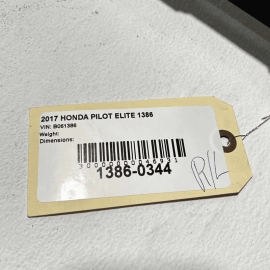 2017 HONDA PILOT ELITE 1386
VIN: B061386
Weight:
Dimensions:
1386-0344
R/L